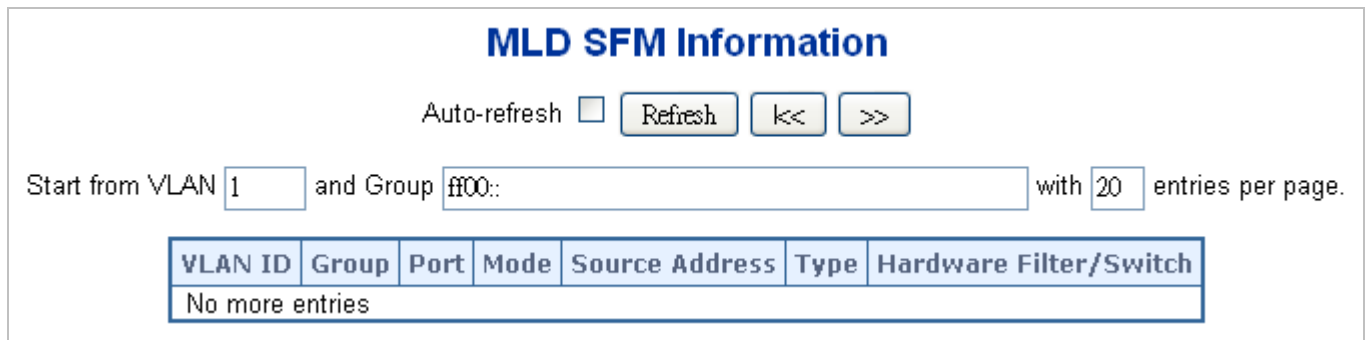 MLD SFM Information
Auto-refresh Refresh |<< >>
Start from VLAN 1 and Group ff00:: with 20 entries per page.
VLAN ID Group Port Mode Source Address Type Hardware Filter/Switch
No more entries